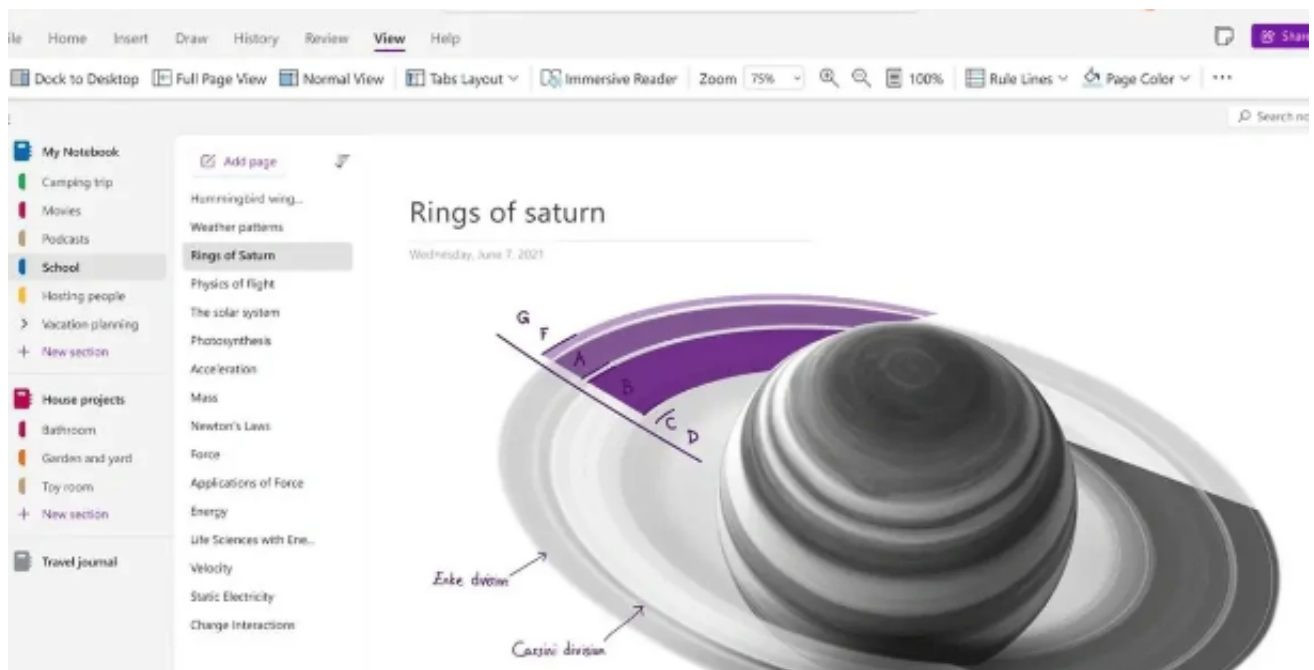 ile Home Insert Draw History Review View Help Share
Dock to Desktop Full Page View Normal View Tabs Layout Immersive Reader Zoom 75% 100% Rule Lines Page Color ...
Search no
My Notebook
Camping trip
Movies
Podcasts
School
Hosting people
Vacation planning
+ New section
House projects
Bathroom
Garden and yard
Toy room
+ New section
Travel journal
Add page
Hummingbird wing...
Weather patterns
Rings of Saturn
Physics of flight
The solar system
Photosynthesis
Acceleration
Mass
Newton's Laws
Force
Applications of Force
Energy
Life Sciences with Ene...
Velocity
Static Electricity
Charge Interactions
Rings of saturn
Wednesday, June 7, 2021
G
F
A
B
C
D
Enke division
Cassini division